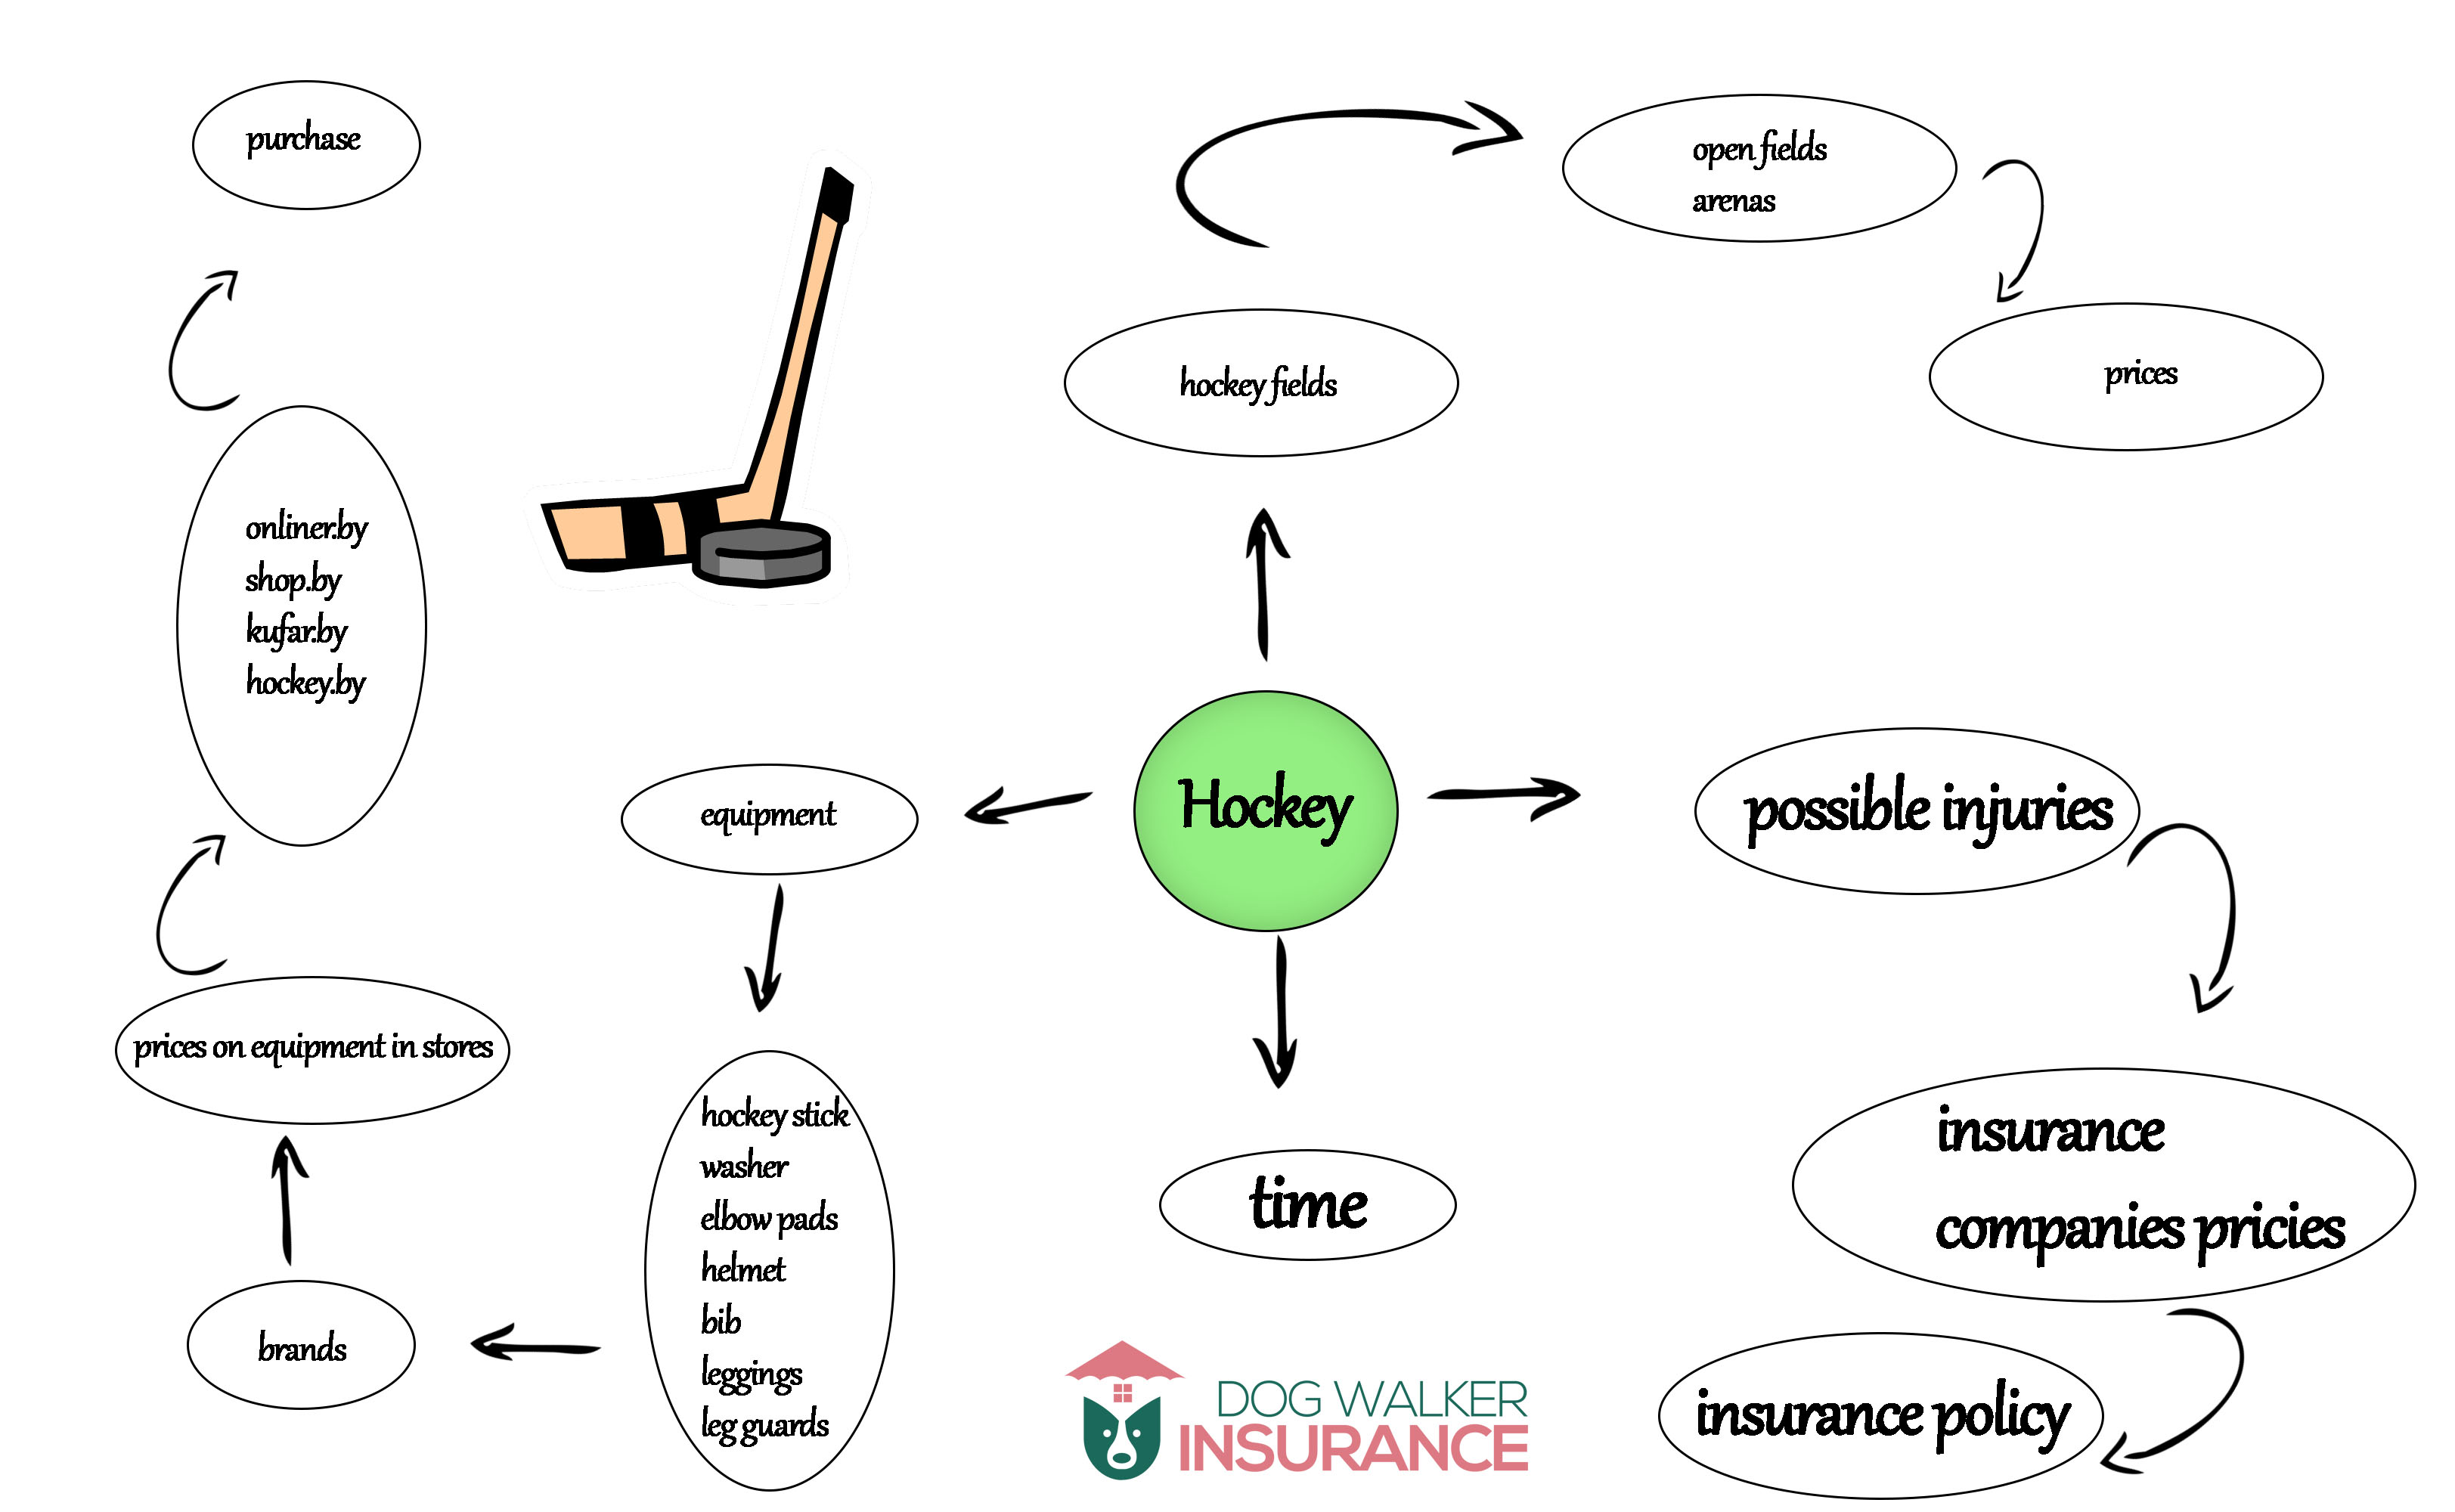 purchase
open fields
arenas
hockey fields
prices
onliner.by
shop.by
kufar.by
hockey.by
equipment
Hockey
possible injuries
prices on equipment in stores
hockey stick
washer
elbow pads
helmet
bib
leggings
leg guards
time
insurance
companies pricies
brands
insurance policy
DOG WALKER
INSURANCE